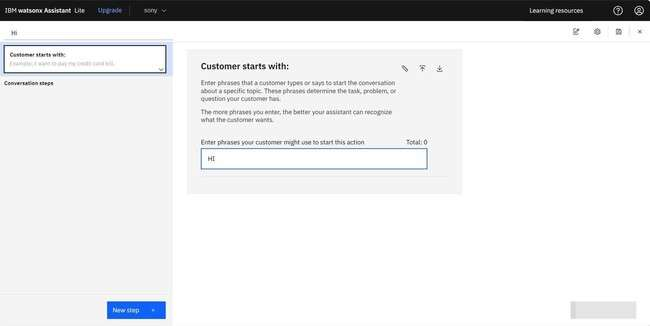 IBM watsonx Assistant Lite Upgrade sony Learning resources
Hi
Customer starts with:
Example: I want to pay my credit card bill.
Conversation steps
Customer starts with:
Enter phrases that a customer types or says to start the conversation
about a specific topic. These phrases determine the task, problem, or
question your customer has.
The more phrases you enter, the better your assistant can recognize
what the customer wants.
Enter phrases your customer might use to start this action Total: 0
HI
New step +